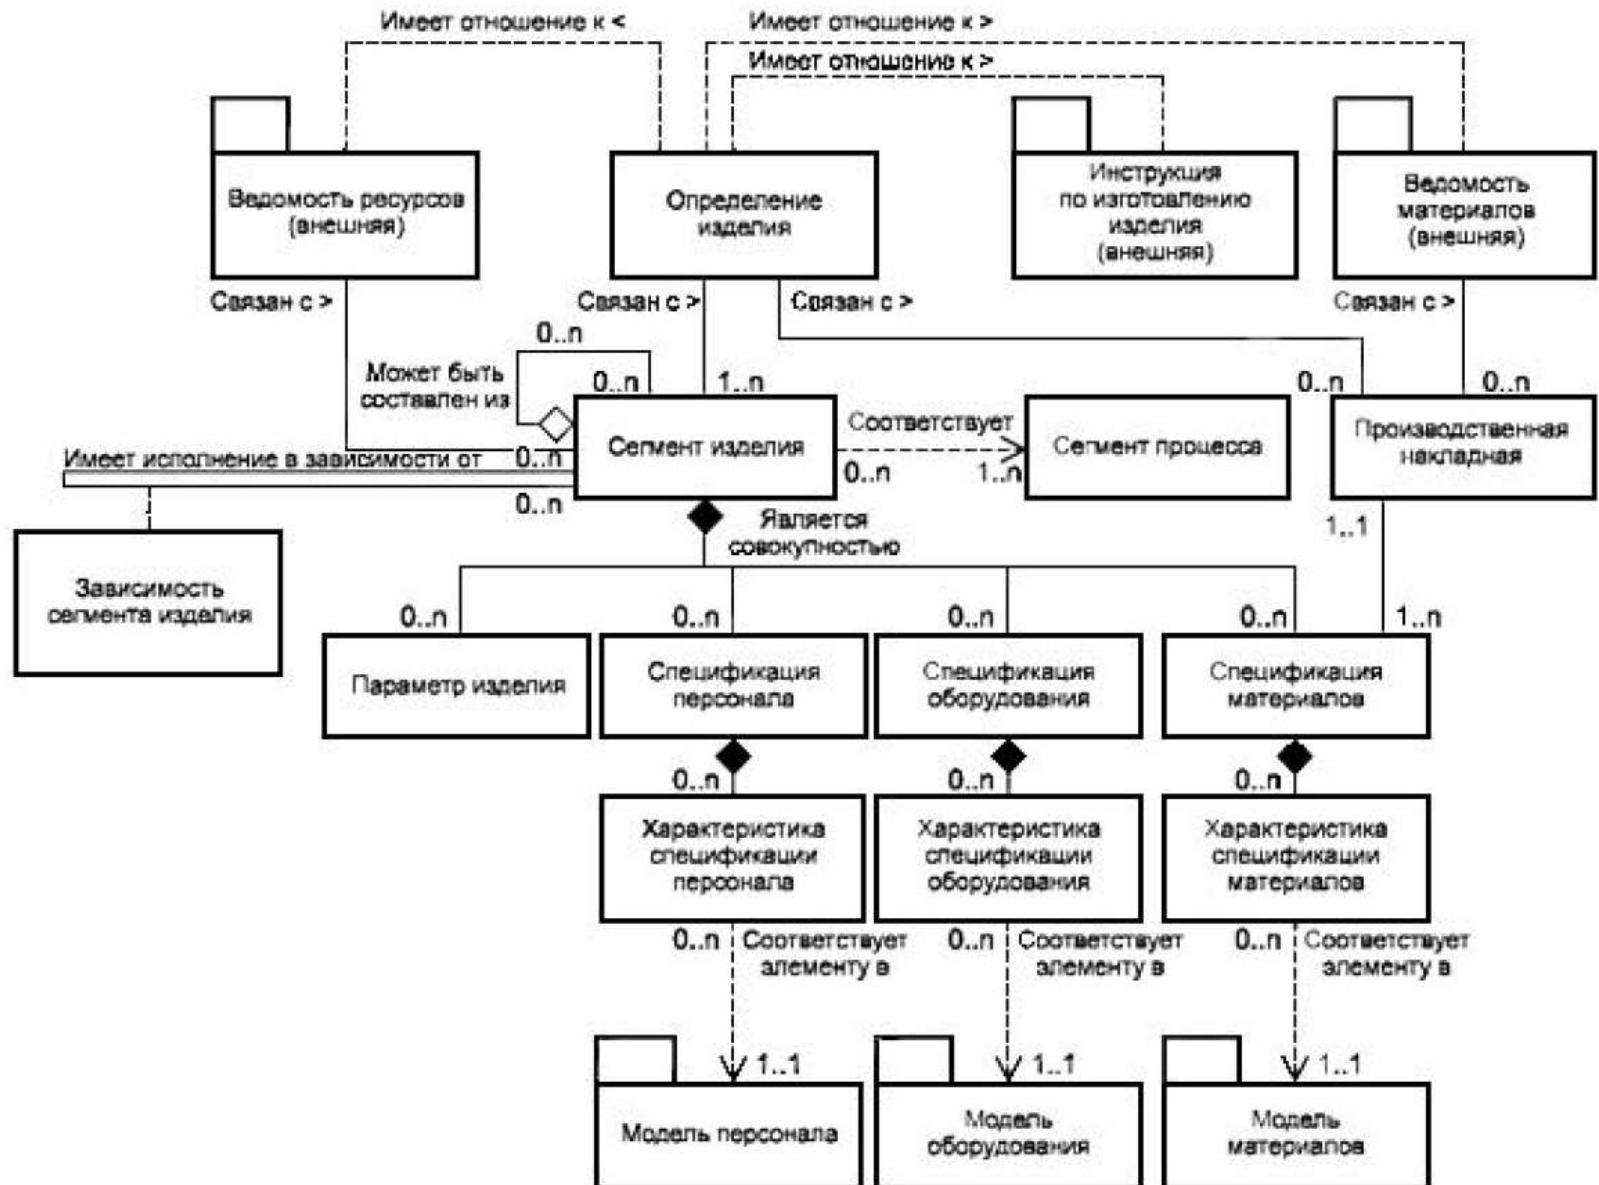 Имеет отношение к <
Имеет отношение к >
Имеет отношение к >
Ведомость ресурсов
(внешняя)
Определение
изделия
Инструкция
по изготовлению
изделия
(внешняя)
Ведомость
материалов
(внешняя)
Связан с >
Связан с >
Связан с >
Связан с >
0..n
Может быть
составлен из
0..n
1..n
0..n
0..n
Сегмент изделия
Соответствует
0..n
1..n
Сегмент процесса
Производственная
накладная
Имеет исполнение в зависимости от
0..n
0..n
Является
совокупностью
1..1
Зависимость
сегмента изделия
0..n
0..n
0..n
0..n
1..n
Параметр изделия
Спецификация
персонала
Спецификация
оборудования
Спецификация
материалов
0..n
0..n
0..n
Характеристика
спецификации
персонала
Характеристика
спецификации
оборудования
Характеристика
спецификации
материалов
0..n
Соответствует
элементу в
0..n
Соответствует
элементу в
0..n
Соответствует
элементу в
1..1
1..1
1..1
Модель персонала
Модель
оборудования
Модель
материалов